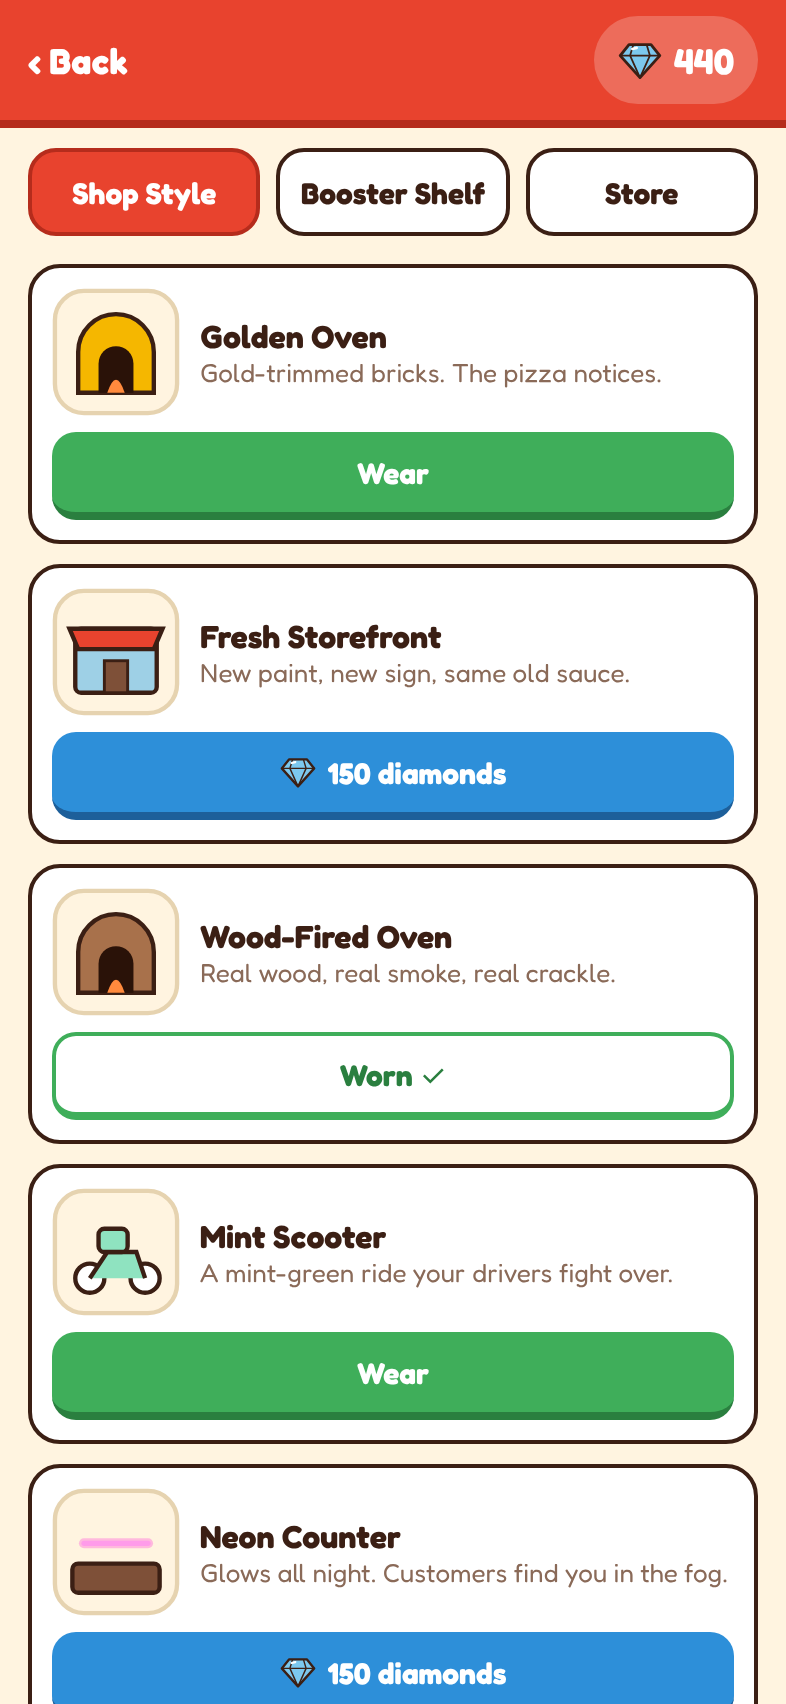 ‹ Back
440
Shop Style
Booster Shelf
Store
Golden Oven
Gold-trimmed bricks. The pizza notices.
Wear
Fresh Storefront
New paint, new sign, same old sauce.
150 diamonds
Wood-Fired Oven
Real wood, real smoke, real crackle.
Worn ✓
Mint Scooter
A mint-green ride your drivers fight over.
Wear
Neon Counter
Glows all night. Customers find you in the fog.
150 diamonds